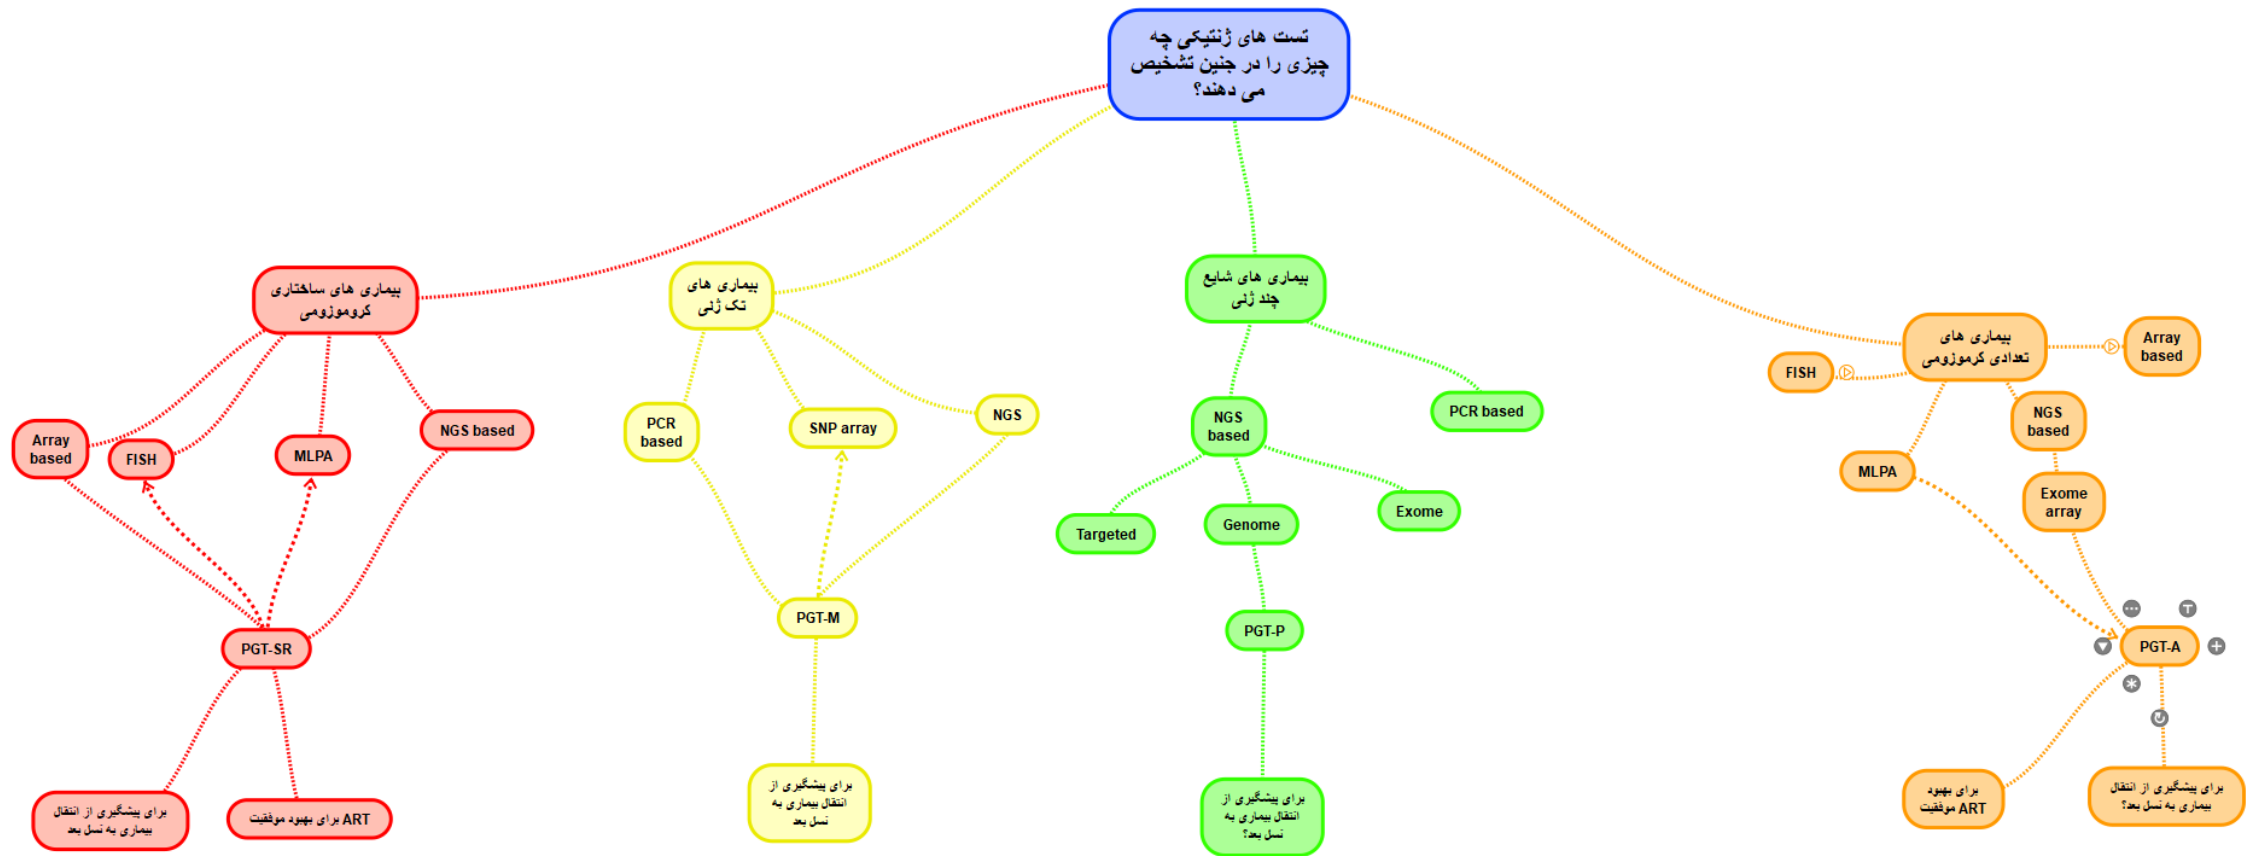 تست های ژنتیکی چه
چیزی را در جنین تشخیص
می دهند؟
بیماری های ساختاری
کروموزومی
Array
based
FISH
MLPA
NGS based
PGT-SR
برای پیشگیری از انتقال
بیماری به نسل بعد
برای بهبود موفقیت ART
بیماری های
تک ژنی
PCR
based
SNP array
NGS
PGT-M
برای پیشگیری از
انتقال بیماری به
نسل بعد
بیماری های شایع
چند ژنی
NGS
based
PCR based
Targeted
Genome
Exome
PGT-P
برای پیشگیری از
انتقال بیماری به
نسل بعد؟
بیماری های
تعدادی کرموزومی
FISH
Array
based
MLPA
NGS
based
Exome
array
PGT-A
برای بهبود
موفقیت ART
برای پیشگیری از انتقال
بیماری به نسل بعد؟